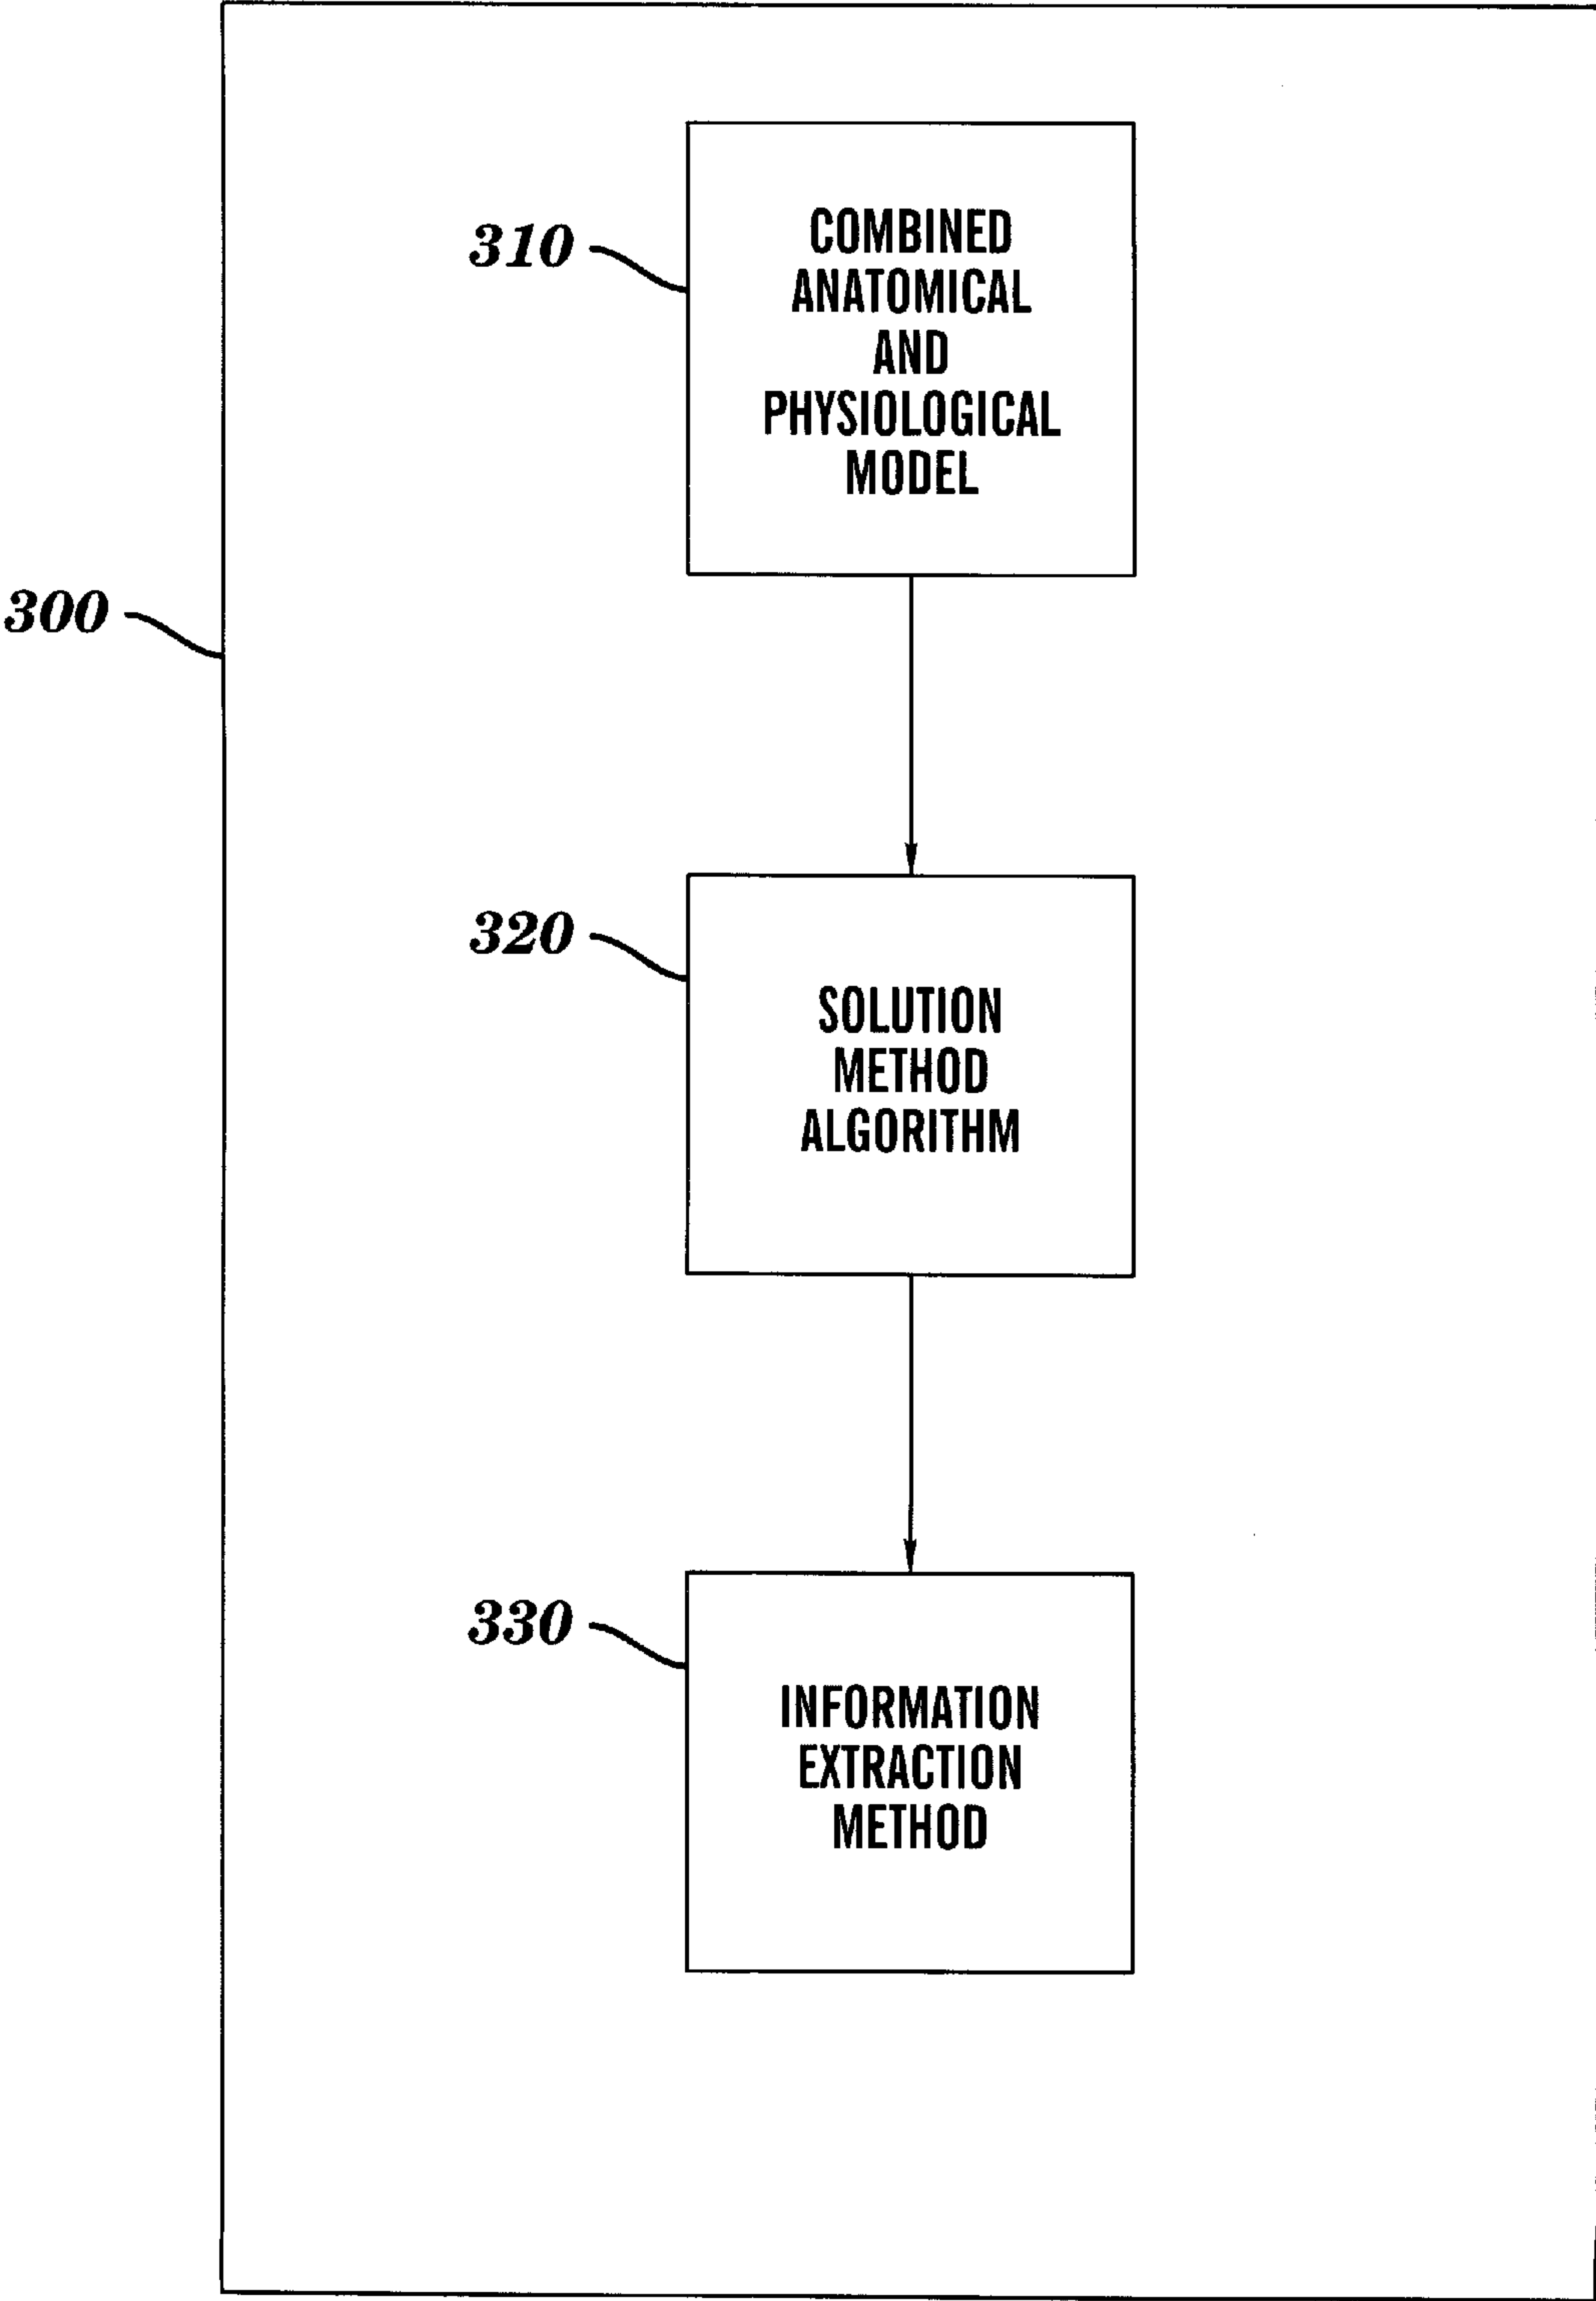 310
COMBINED
ANATOMICAL
AND
PHYSIOLOGICAL
MODEL
300
320
SOLUTION
METHOD
ALGORITHM
330
INFORMATION
EXTRACTION
METHOD